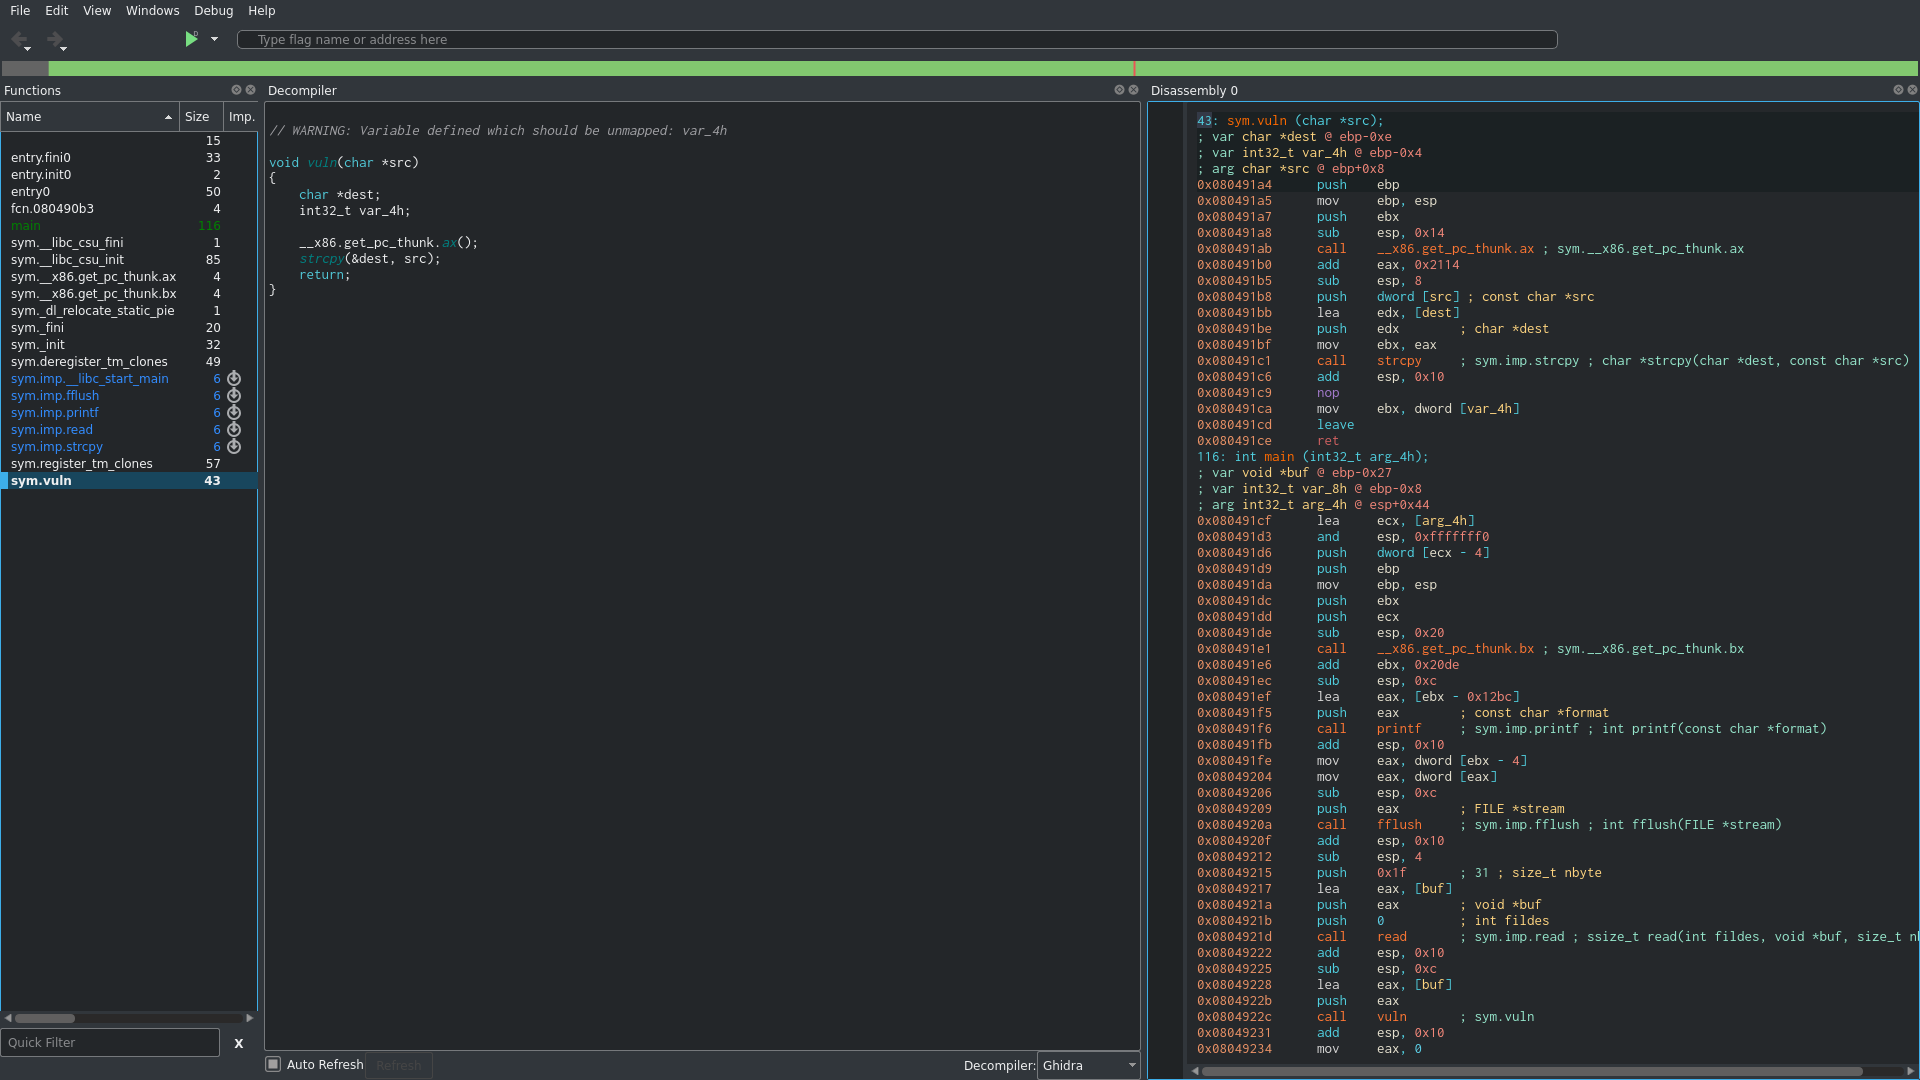 File Edit View Windows Debug Help
Type flag name or address here
Functions
Name Size Imp.
15
entry.fini0 33
entry.init0 2
entry0 50
fcn.080490b3 4
main 116
sym.__libc_csu_fini 1
sym.__libc_csu_init 85
sym.__x86.get_pc_thunk.ax 4
sym.__x86.get_pc_thunk.bx 4
sym._dl_relocate_static_pie 1
sym._fini 20
sym._init 32
sym.deregister_tm_clones 49
sym.imp.__libc_start_main 6
sym.imp.fflush 6
sym.imp.printf 6
sym.imp.read 6
sym.imp.strcpy 6
sym.register_tm_clones 57
sym.vuln 43
Quick Filter X
Decompiler
// WARNING: Variable defined which should be unmapped: var_4h
void vuln(char *src)
{
char *dest;
int32_t var_4h;
__x86.get_pc_thunk.ax();
strcpy(&dest, src);
return;
}
Auto Refresh Refresh Decompiler: Ghidra
Disassembly 0
43: sym.vuln (char *src);
; var char *dest @ ebp-0xe
; var int32_t var_4h @ ebp-0x4
; arg char *src @ ebp+0x8
0x080491a4 push ebp
0x080491a5 mov ebp, esp
0x080491a7 push ebx
0x080491a8 sub esp, 0x14
0x080491ab call __x86.get_pc_thunk.ax ; sym.__x86.get_pc_thunk.ax
0x080491b0 add eax, 0x2114
0x080491b5 sub esp, 8
0x080491b8 push dword [src] ; const char *src
0x080491bb lea edx, [dest]
0x080491be push edx ; char *dest
0x080491bf mov ebx, eax
0x080491c1 call strcpy ; sym.imp.strcpy ; char *strcpy(char *dest, const char *src)
0x080491c6 add esp, 0x10
0x080491c9 nop
0x080491ca mov ebx, dword [var_4h]
0x080491cd leave
0x080491ce ret
116: int main (int32_t arg_4h);
; var void *buf @ ebp-0x27
; var int32_t var_8h @ ebp-0x8
; arg int32_t arg_4h @ esp+0x44
0x080491cf lea ecx, [arg_4h]
0x080491d3 and esp, 0xfffffff0
0x080491d6 push dword [ecx - 4]
0x080491d9 push ebp
0x080491da mov ebp, esp
0x080491dc push ebx
0x080491dd push ecx
0x080491de sub esp, 0x20
0x080491e1 call __x86.get_pc_thunk.bx ; sym.__x86.get_pc_thunk.bx
0x080491e6 add ebx, 0x20de
0x080491ec sub esp, 0xc
0x080491ef lea eax, [ebx - 0x12bc]
0x080491f5 push eax ; const char *format
0x080491f6 call printf ; sym.imp.printf ; int printf(const char *format)
0x080491fb add esp, 0x10
0x080491fe mov eax, dword [ebx - 4]
0x08049204 mov eax, dword [eax]
0x08049206 sub esp, 0xc
0x08049209 push eax ; FILE *stream
0x0804920a call fflush ; sym.imp.fflush ; int fflush(FILE *stream)
0x0804920f add esp, 0x10
0x08049212 sub esp, 4
0x08049215 push 0x1f ; 31 ; size_t nbyte
0x08049217 lea eax, [buf]
0x0804921a push eax ; void *buf
0x0804921b push 0 ; int fildes
0x0804921d call read ; sym.imp.read ; ssize_t read(int fildes, void *buf, size_t
0x08049222 add esp, 0x10
0x08049225 sub esp, 0xc
0x08049228 lea eax, [buf]
0x0804922b push eax
0x0804922c call vuln ; sym.vuln
0x08049231 add esp, 0x10
0x08049234 mov eax, 0